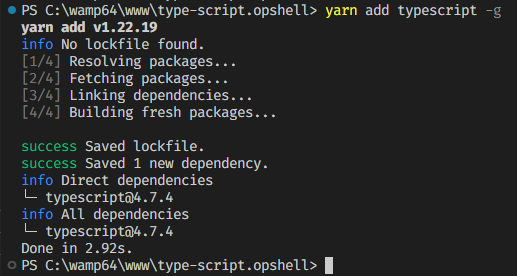 PS C:\wamp64\www\type-script.opshell> yarn add typescript -g
yarn add v1.22.19
info No lockfile found.
[1/4] Resolving packages...
[2/4] Fetching packages...
[3/4] Linking dependencies...
[4/4] Building fresh packages...
success Saved lockfile.
success Saved 1 new dependency.
info Direct dependencies
└─ typescript@4.7.4
info All dependencies
└─ typescript@4.7.4
Done in 2.92s.
PS C:\wamp64\www\type-script.opshell>